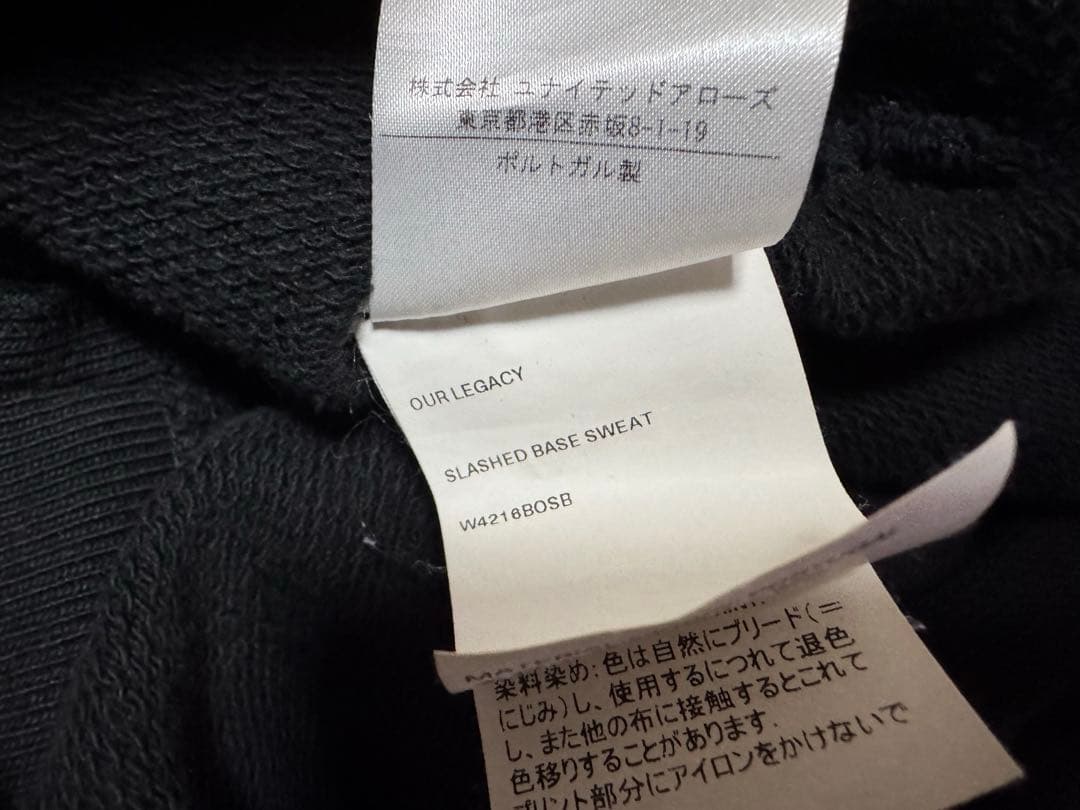 株式会社 ユナイテッドアローズ
東京都港区赤坂8-1-19
ポルトガル製
OUR LEGACY
SLASHED BASE SWEAT
W4216BOSB
染料染め:色は自然にブリード(=
にじみ)し、使用するにつれて退色
し、また他の布に接触するとこれて
色移りすることがあります.
プリント部分にアイロンをかけないで